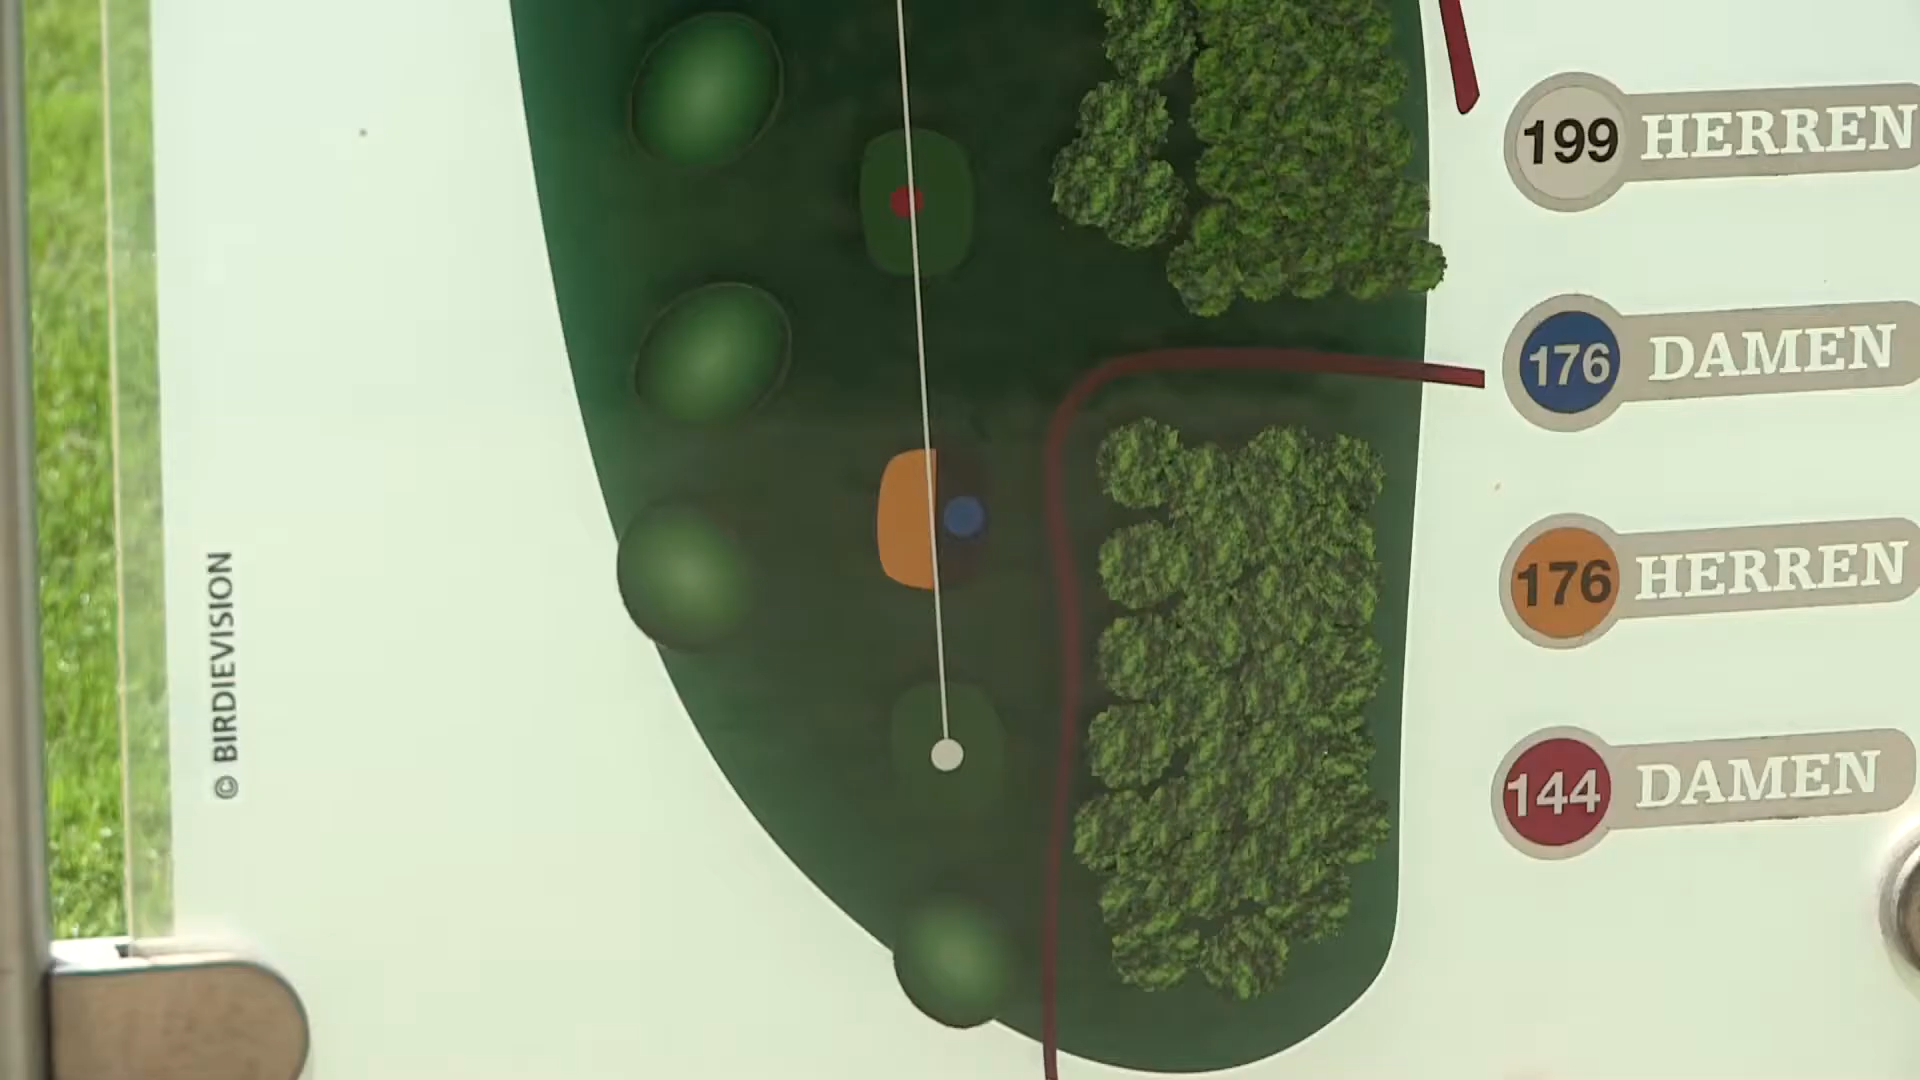 199 HERREN
176 DAMEN
176 HERREN
144 DAMEN
© BIRDIEVISION